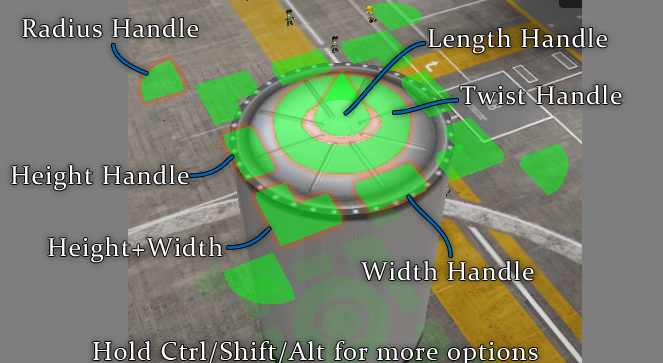 Radius Handle
Length Handle
Twist Handle
Height Handle
Height+Width
Width Handle
Hold Ctrl/Shift/Alt for more options